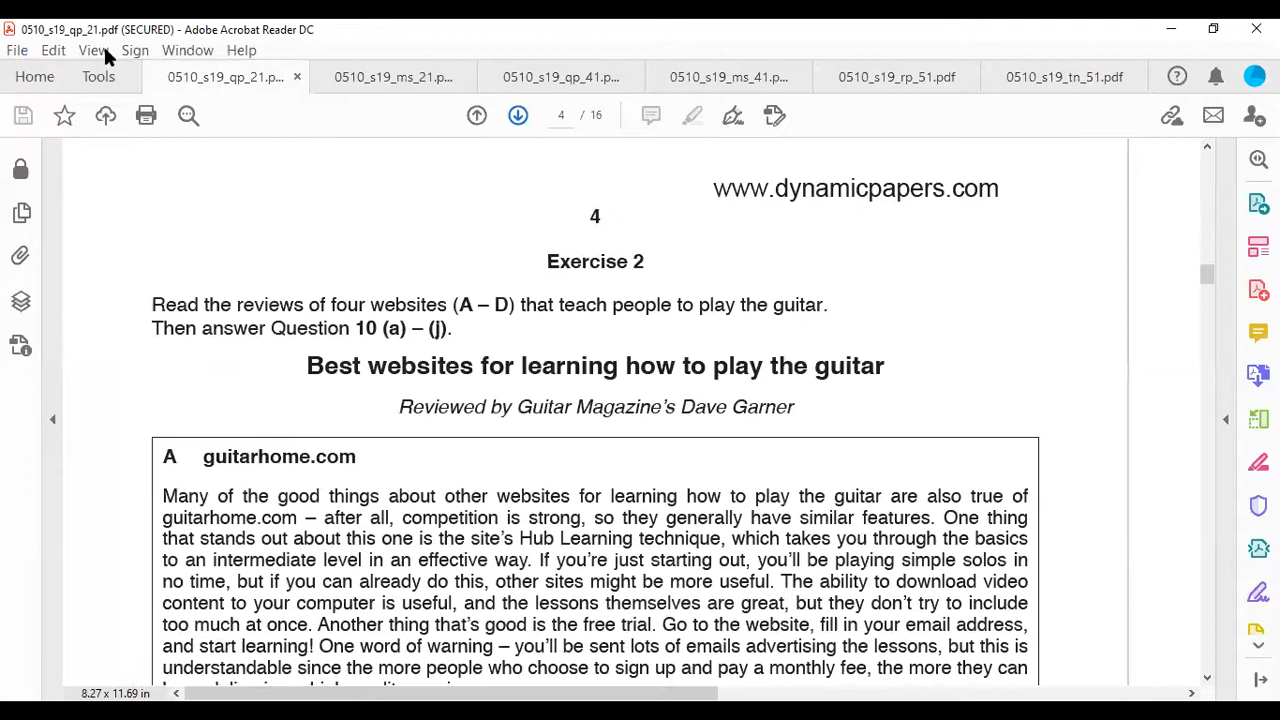 0510_s19_qp_21.pdf (SECURED) - Adobe Acrobat Reader DC
File Edit View Sign Window Help
Home Tools 0510_s19_qp_21.p... × 0510_s19_ms_21.p... 0510_s19_qp_41.p... 0510_s19_ms_41.p... 0510_s19_rp_51.pdf 0510_s19_tn_51.pdf
4 / 16
www.dynamicpapers.com
4
Exercise 2
Read the reviews of four websites (A – D) that teach people to play the guitar.
Then answer Question 10 (a) – (j).
Best websites for learning how to play the guitar
Reviewed by Guitar Magazine's Dave Garner
A guitarhome.com
Many of the good things about other websites for learning how to play the guitar are also true of
guitarhome.com – after all, competition is strong, so they generally have similar features. One thing
that stands out about this one is the site's Hub Learning technique, which takes you through the basics
to an intermediate level in an effective way. If you're just starting out, you'll be playing simple solos in
no time, but if you can already do this, other sites might be more useful. The ability to download video
content to your computer is useful, and the lessons themselves are great, but they don't try to include
too much at once. Another thing that's good is the free trial. Go to the website, fill in your email address,
and start learning! One word of warning – you'll be sent lots of emails advertising the lessons, but this is
understandable since the more people who choose to sign up and pay a monthly fee, the more they can
8.27 x 11.69 in